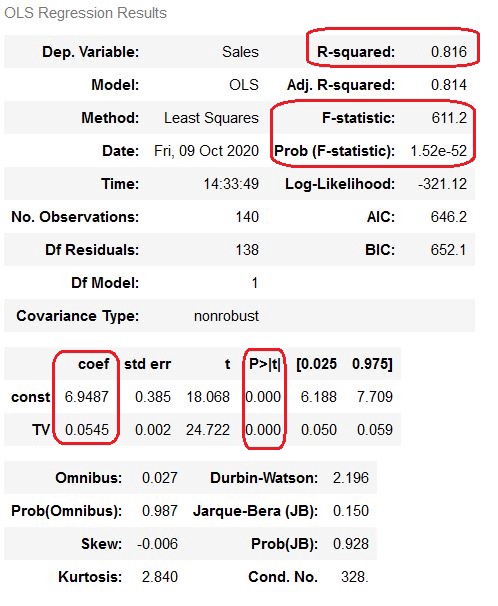 OLS Regression Results
Dep. Variable: Sales R-squared: 0.816
Model: OLS Adj. R-squared: 0.814
Method: Least Squares F-statistic: 611.2
Date: Fri, 09 Oct 2020 Prob (F-statistic): 1.52e-52
Time: 14:33:49 Log-Likelihood: -321.12
No. Observations: 140 AIC: 646.2
Df Residuals: 138 BIC: 652.1
Df Model: 1
Covariance Type: nonrobust
coef std err t P>|t| [0.025 0.975]
const 6.9487 0.385 18.068 0.000 6.188 7.709
TV 0.0545 0.002 24.722 0.000 0.050 0.059
Omnibus: 0.027 Durbin-Watson: 2.196
Prob(Omnibus): 0.987 Jarque-Bera (JB): 0.150
Skew: -0.006 Prob(JB): 0.928
Kurtosis: 2.840 Cond. No. 328.